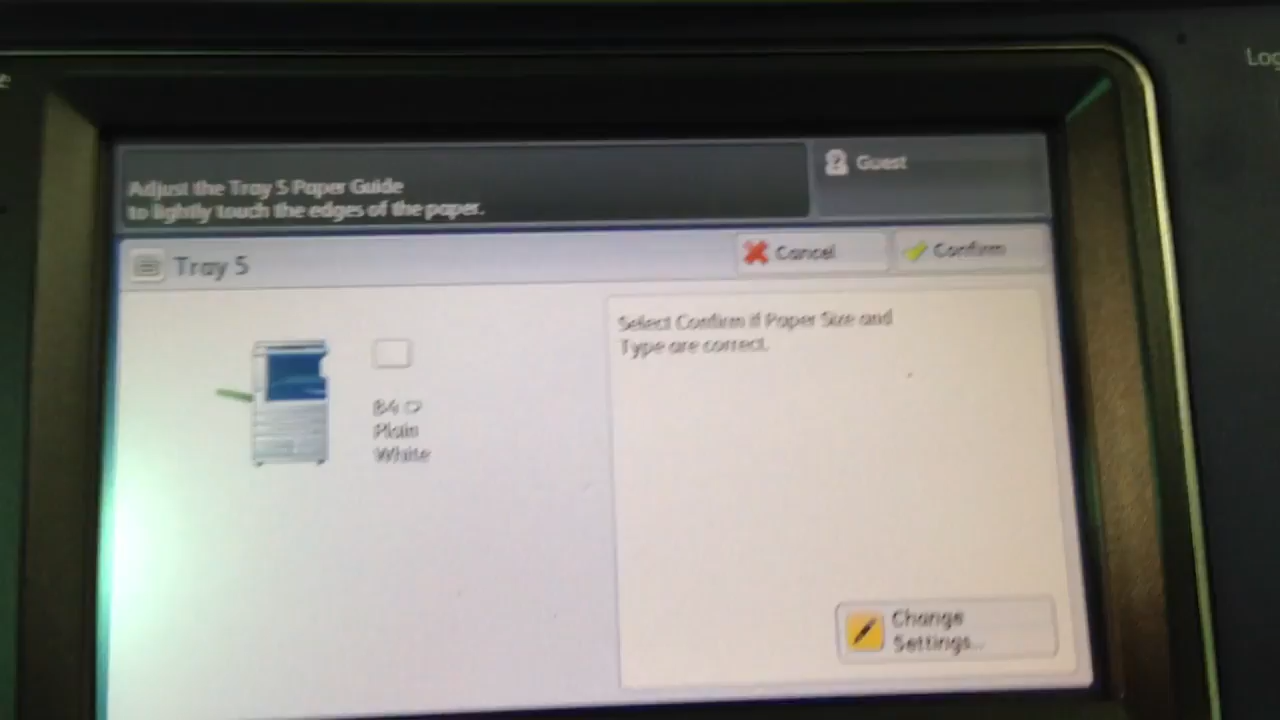 Adjust the Tray 5 Paper Guide
to lightly touch the edges of the paper.
Guest
Tray 5
Cancel
Confirm
Select Confirm if Paper Size and
Type are correct.
B4
Plain
White
Change
Settings...